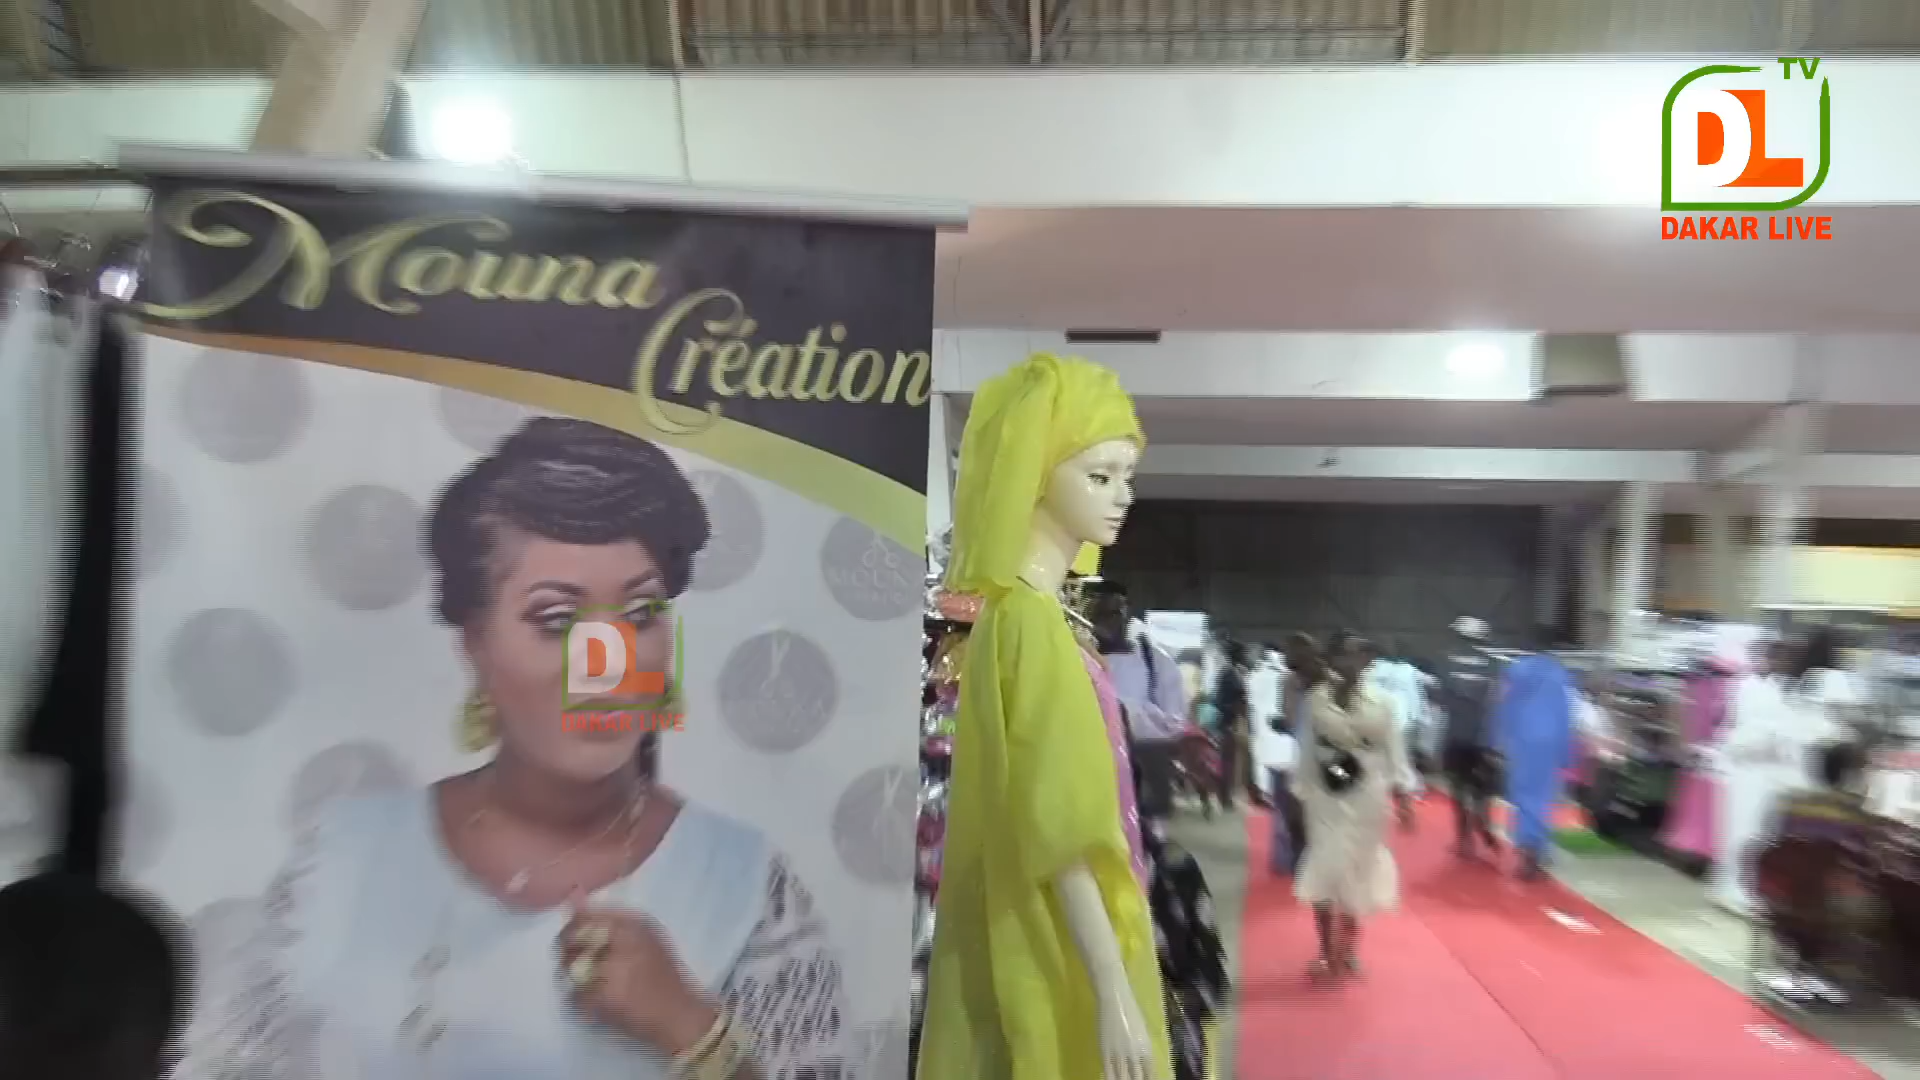 TV
DL
DAKAR LIVE
Mouna
Création
DL
DAKAR LIVE